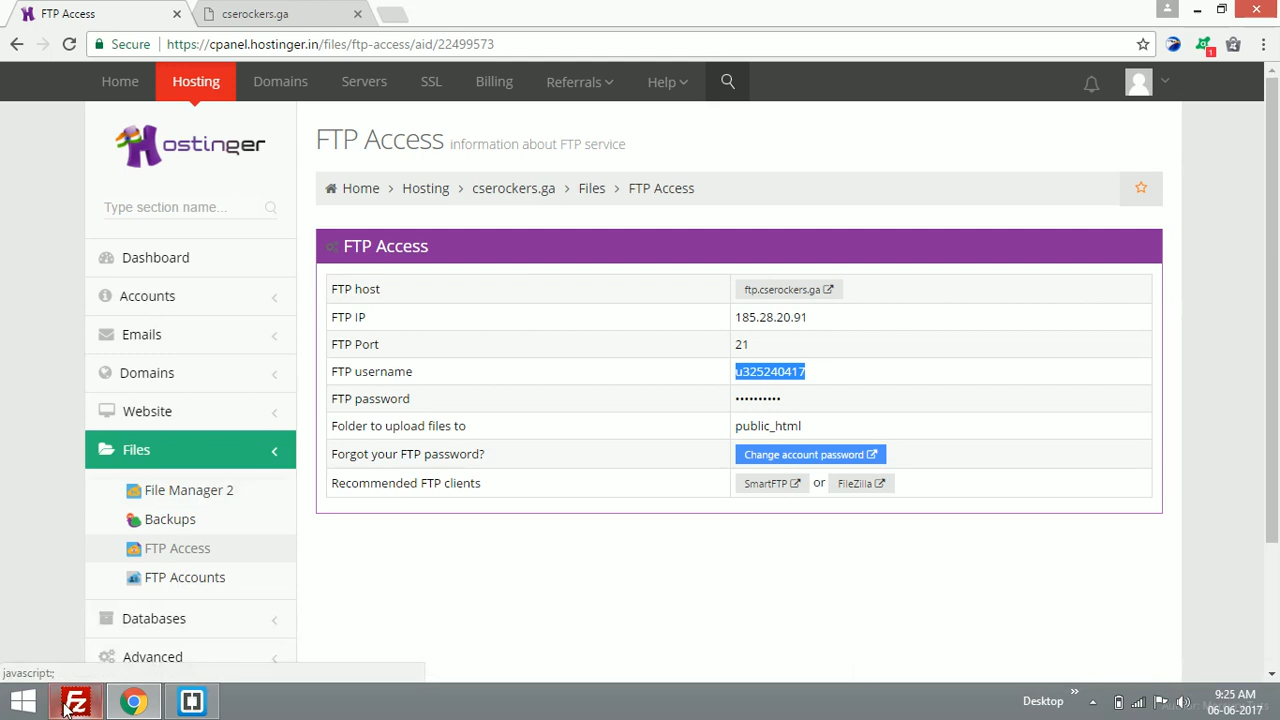 FTP Access
cserockers.ga
Secure
https://cpanel.hostinger.in/files/ftp-access/aid/22499573
1
Home Hosting Domains Servers SSL Billing Referrals Help
Hostinger
FTP Access information about FTP service
Home > Hosting > cserockers.ga > Files > FTP Access
Type section name...
Dashboard
Accounts
Emails
Domains
Website
Files
File Manager 2
Backups
FTP Access
FTP Accounts
Databases
Advanced
FTP Access
FTP host ftp.cserockers.ga
FTP IP 185.28.20.91
FTP Port 21
FTP username u325240417
FTP password ••••••••••
Folder to upload files to public_html
Forgot your FTP password? Change account password
Recommended FTP clients SmartFTP or FileZilla
javascript:;
Fz
Desktop »
9:25 AM
06-06-2017